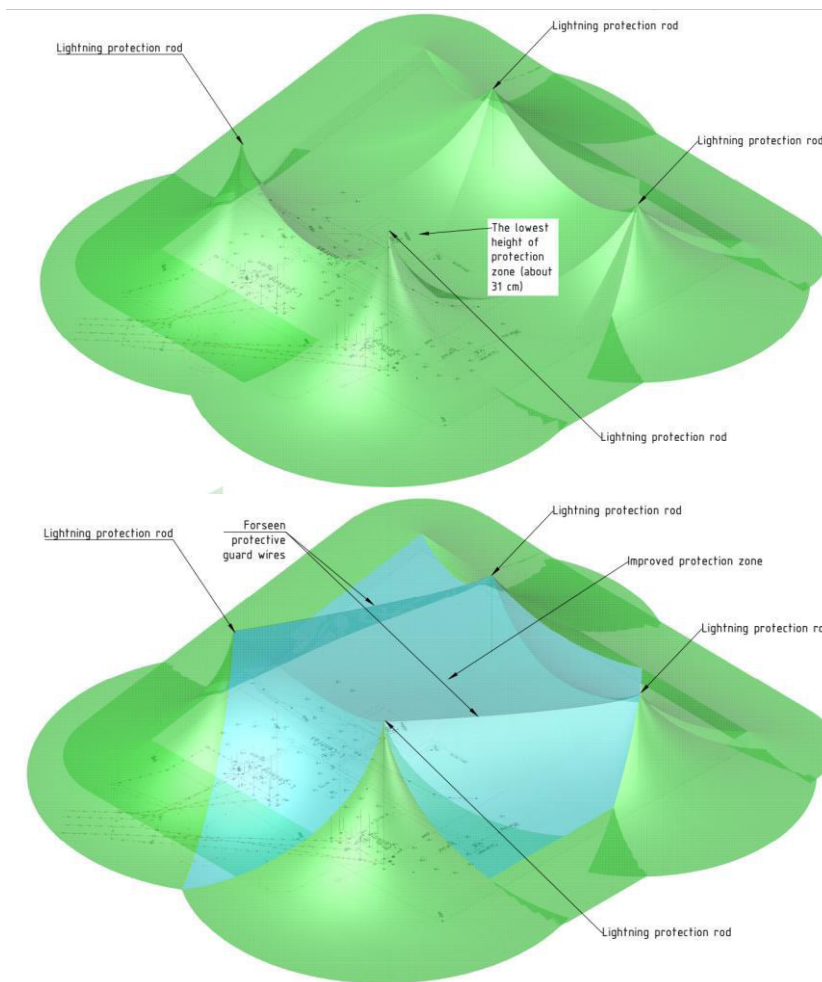 Lightning protection rod
Lightning protection rod
Lightning protection rod
The lowest
height of
protection
zone (about
31 cm)
Lightning protection rod
Lightning protection rod
Forseen
protective
guard wires
Lightning protection rod
Improved protection zone
Lightning protection rod
Lightning protection rod